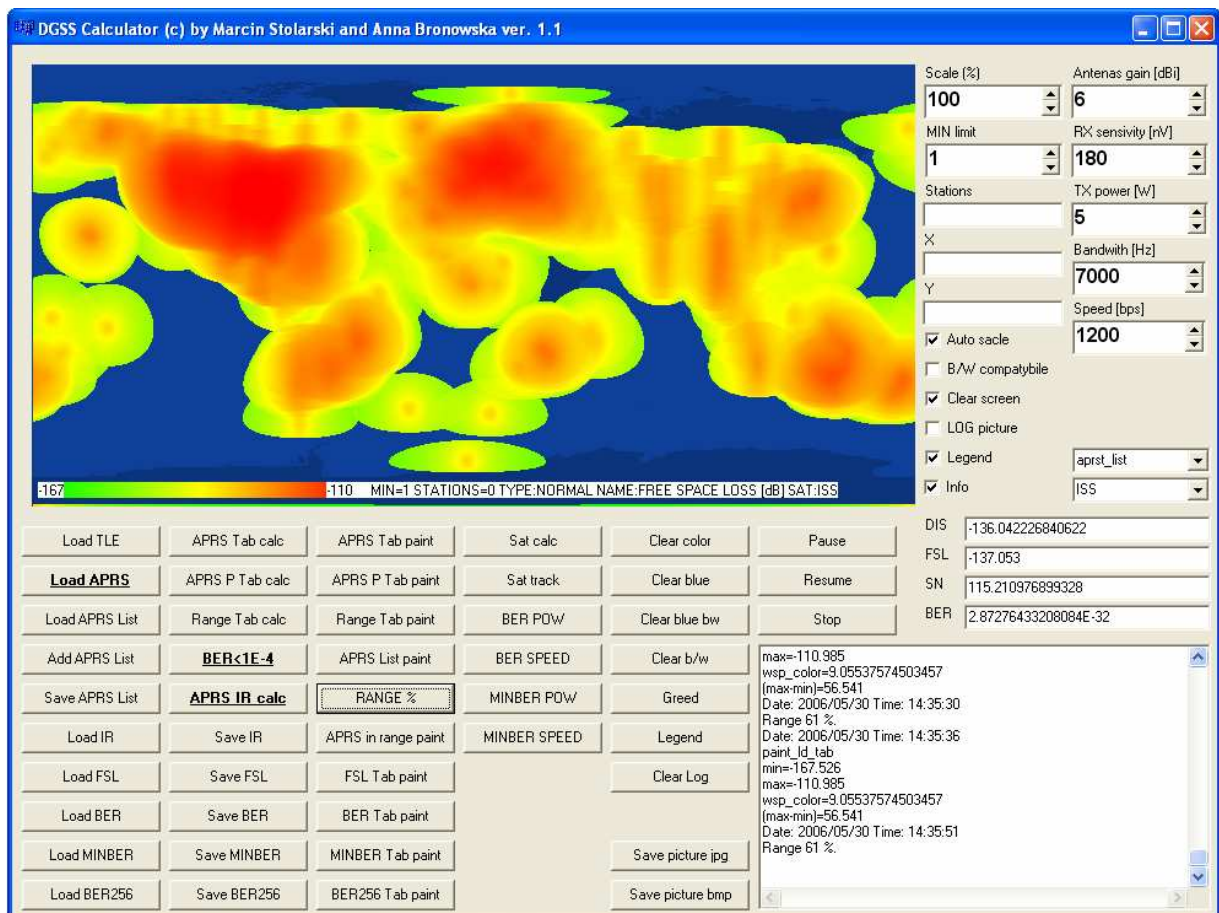 DGSS Calculator (c) by Marcin Stolarski and Anna Bronowska ver. 1.1
Scale (%)
Antenas gain [dBi]
100
6
MIN limit
RX sensivity [nV]
1
180
Stations
TX power [W]
5
X
Bandwith [Hz]
7000
Y
Speed [bps]
1200
Auto sacle
B/W compatybile
Clear screen
LOG picture
Legend
aprst_list
Info
ISS
-167
-110 MIN=1 STATIONS=0 TYPE:NORMAL NAME:FREE SPACE LOSS [dB] SAT:ISS
DIS -136.042226840622
FSL -137.053
SN 115.210976899328
BER 2.87276433208084E-32
Load TLE APRS Tab calc APRS Tab paint Sat calc Clear color Pause
Load APRS APRS P Tab calc APRS P Tab paint Sat track Clear blue Resume
Load APRS List Range Tab calc Range Tab paint BER POW Clear blue bw Stop
Add APRS List BER<1E-4 APRS List paint BER SPEED Clear b/w
Save APRS List APRS IR calc RANGE % MINBER POW Greed
Load IR Save IR APRS in range paint MINBER SPEED Legend
Load FSL Save FSL FSL Tab paint Clear Log
Load BER Save BER BER Tab paint
Load MINBER Save MINBER MINBER Tab paint Save picture jpg
Load BER256 Save BER256 BER256 Tab paint Save picture bmp
max=-110.985
wsp_color=9.05537574503457
(max-min)=56.541
Date: 2006/05/30 Time: 14:35:30
Range 61 %.
Date: 2006/05/30 Time: 14:35:36
paint_ld_tab
min=-167.526
max=-110.985
wsp_color=9.05537574503457
(max-min)=56.541
Date: 2006/05/30 Time: 14:35:51
Range 61 %.